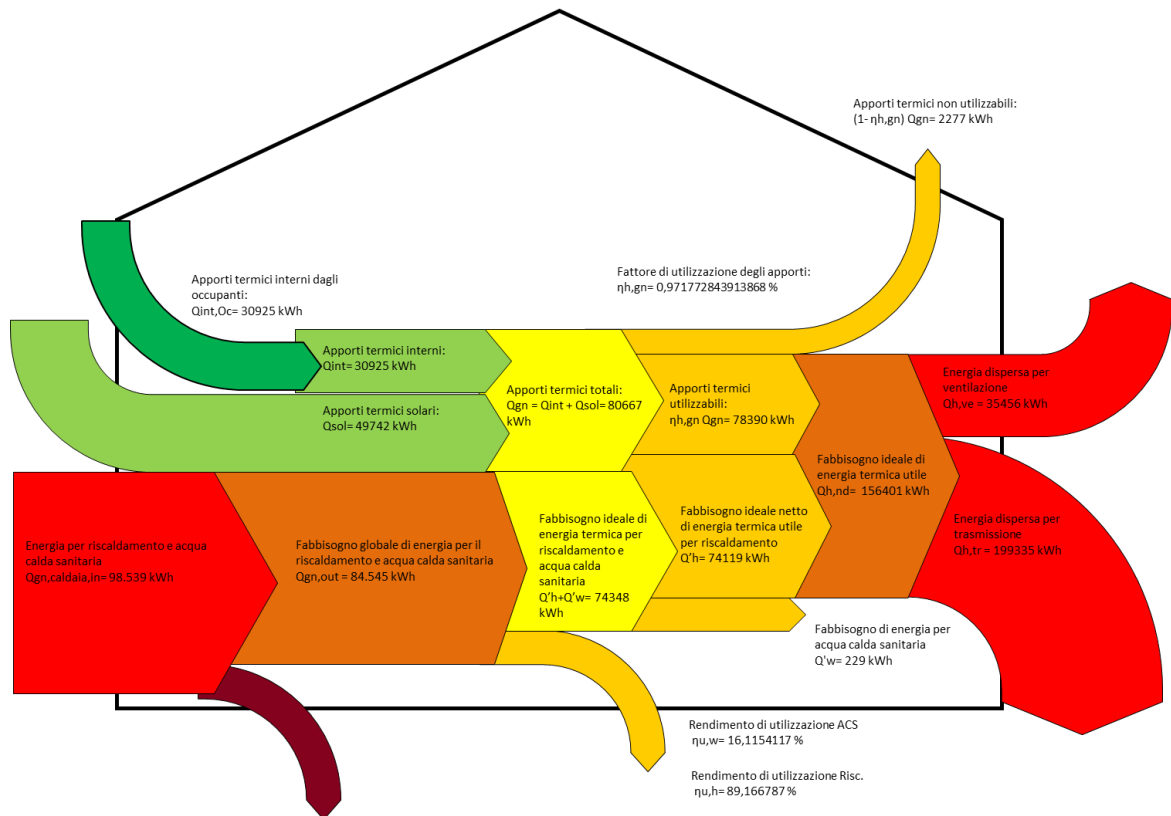 Apporti termici non utilizzabili:
(1- ηh,gn) Qgn= 2277 kWh
Fattore di utilizzazione degli apporti:
ηh,gn= 0,971772843913868 %
Apporti termici interni dagli
occupanti:
Qint,Oc= 30925 kWh
Apporti termici interni:
Qint= 30925 kWh
Apporti termici solari:
Qsol= 49742 kWh
Apporti termici totali:
Qgn = Qint + Qsol= 80667
kWh
Apporti termici
utilizzabili:
ηh,gn Qgn= 78390 kWh
Energia dispersa per
ventilazione
Qh,ve = 35456 kWh
Fabbisogno ideale di
energia termica utile
Qh,nd=  156401 kWh
Energia dispersa per
trasmissione
Qh,tr = 199335 kWh
Energia per riscaldamento e acqua
calda sanitaria
Qgn,caldaia,in= 98.539 kWh
Fabbisogno globale di energia per il
riscaldamento e acqua calda sanitaria
Qgn,out = 84.545 kWh
Fabbisogno ideale di
energia termica per
riscaldamento e
acqua calda
sanitaria
Q’h+Q’w= 74348
kWh
Fabbisogno ideale netto
di energia termica utile
per riscaldamento
Q’h= 74119 kWh
Fabbisogno di energia per
acqua calda sanitaria
Q'w= 229 kWh
Rendimento di utilizzazione ACS
ηu,w= 16,1154117 %
Rendimento di utilizzazione Risc.
ηu,h= 89,166787 %